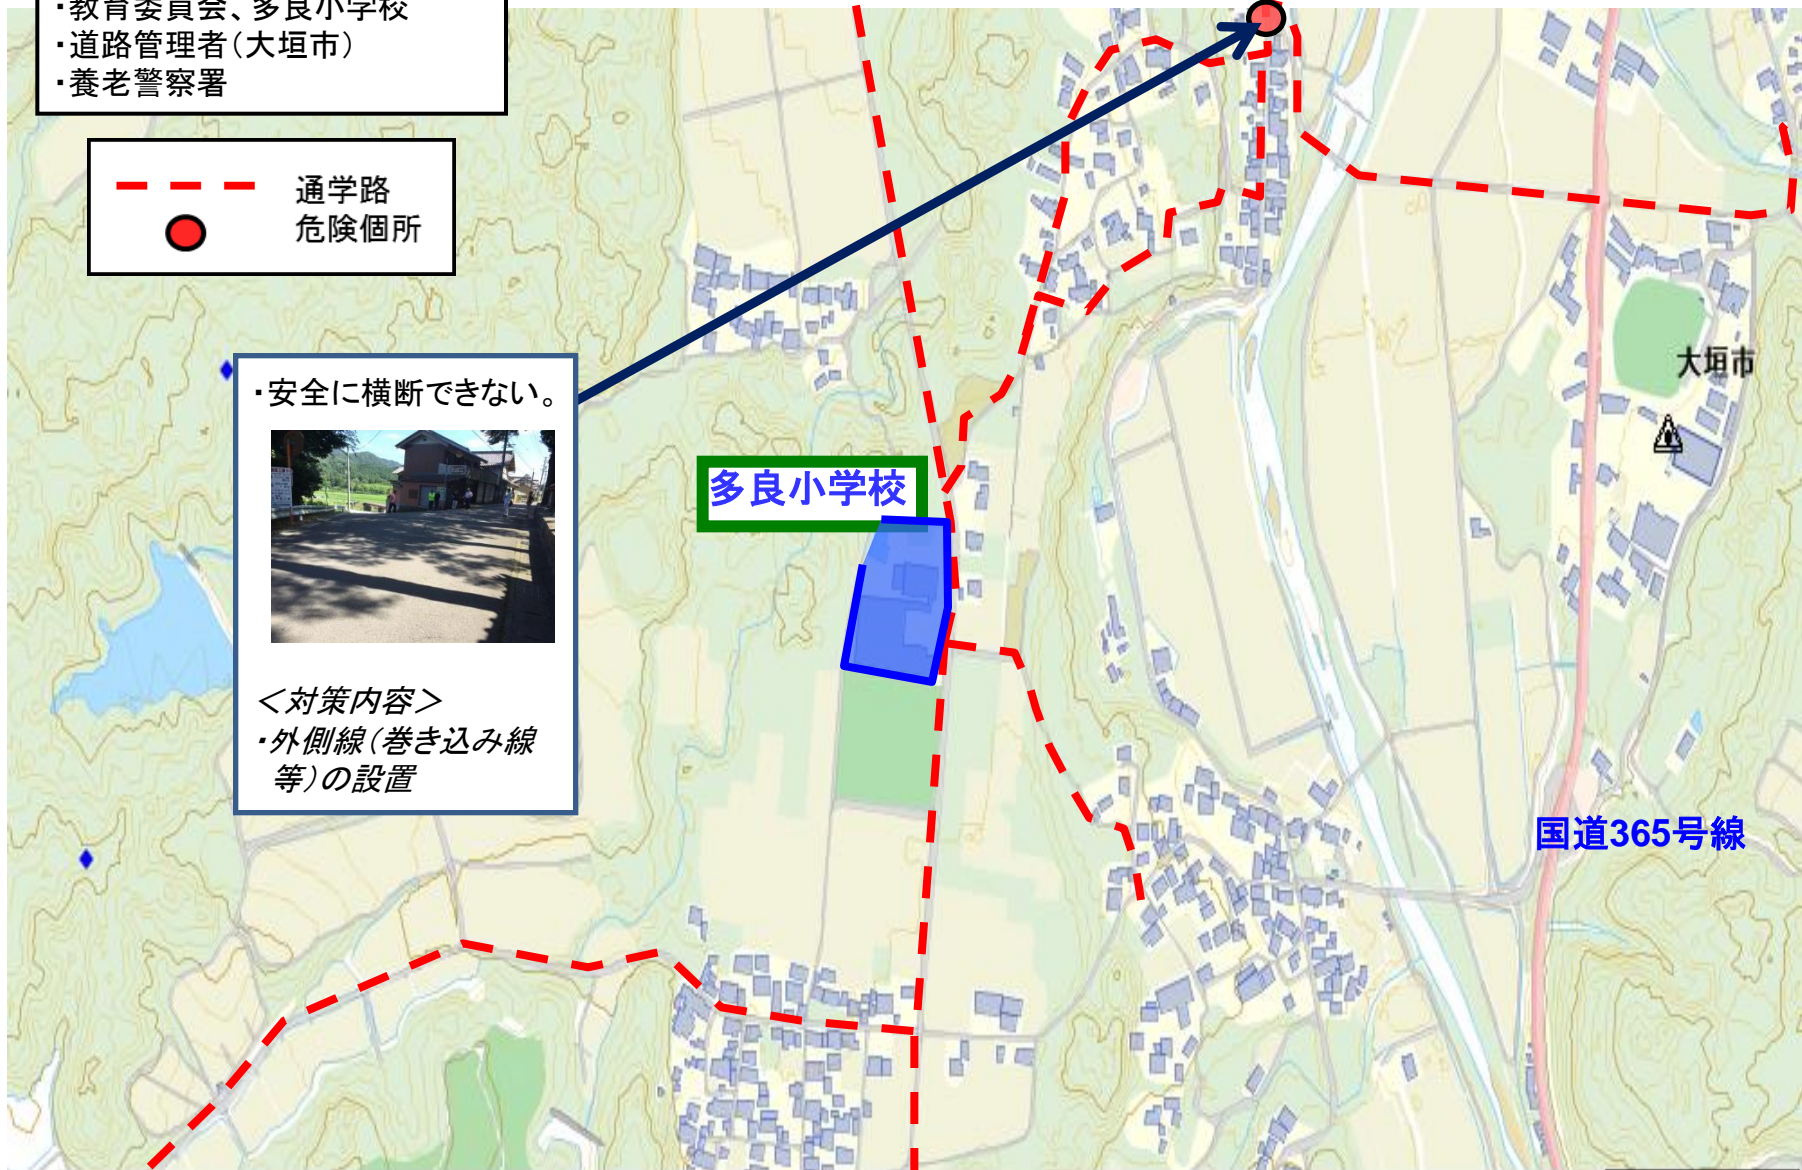 ・教育委員会、多良小学校
・道路管理者（大垣市）
・養老警察署
通学路
危険個所
・安全に横断できない。
＜対策内容＞
・外側線（巻き込み線
等）の設置
多良小学校
大垣市
国道365号線